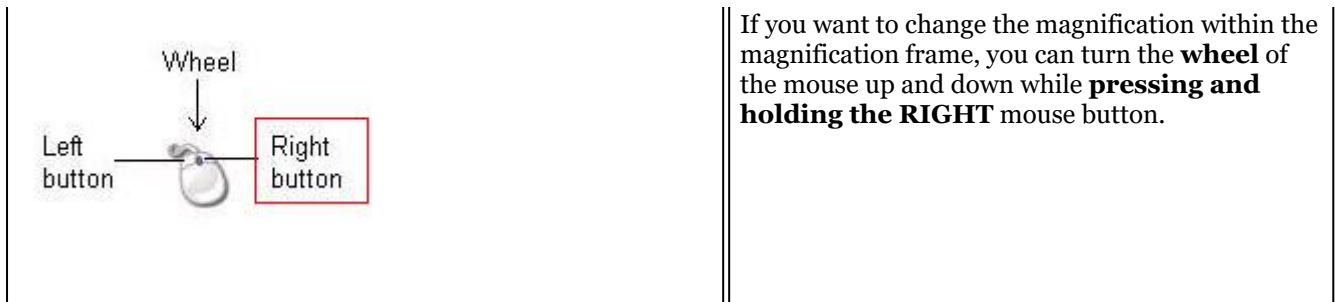 Wheel
Left
button
Right
button
If you want to change the magnification within the
magnification frame, you can turn the wheel of
the mouse up and down while pressing and
holding the RIGHT mouse button.